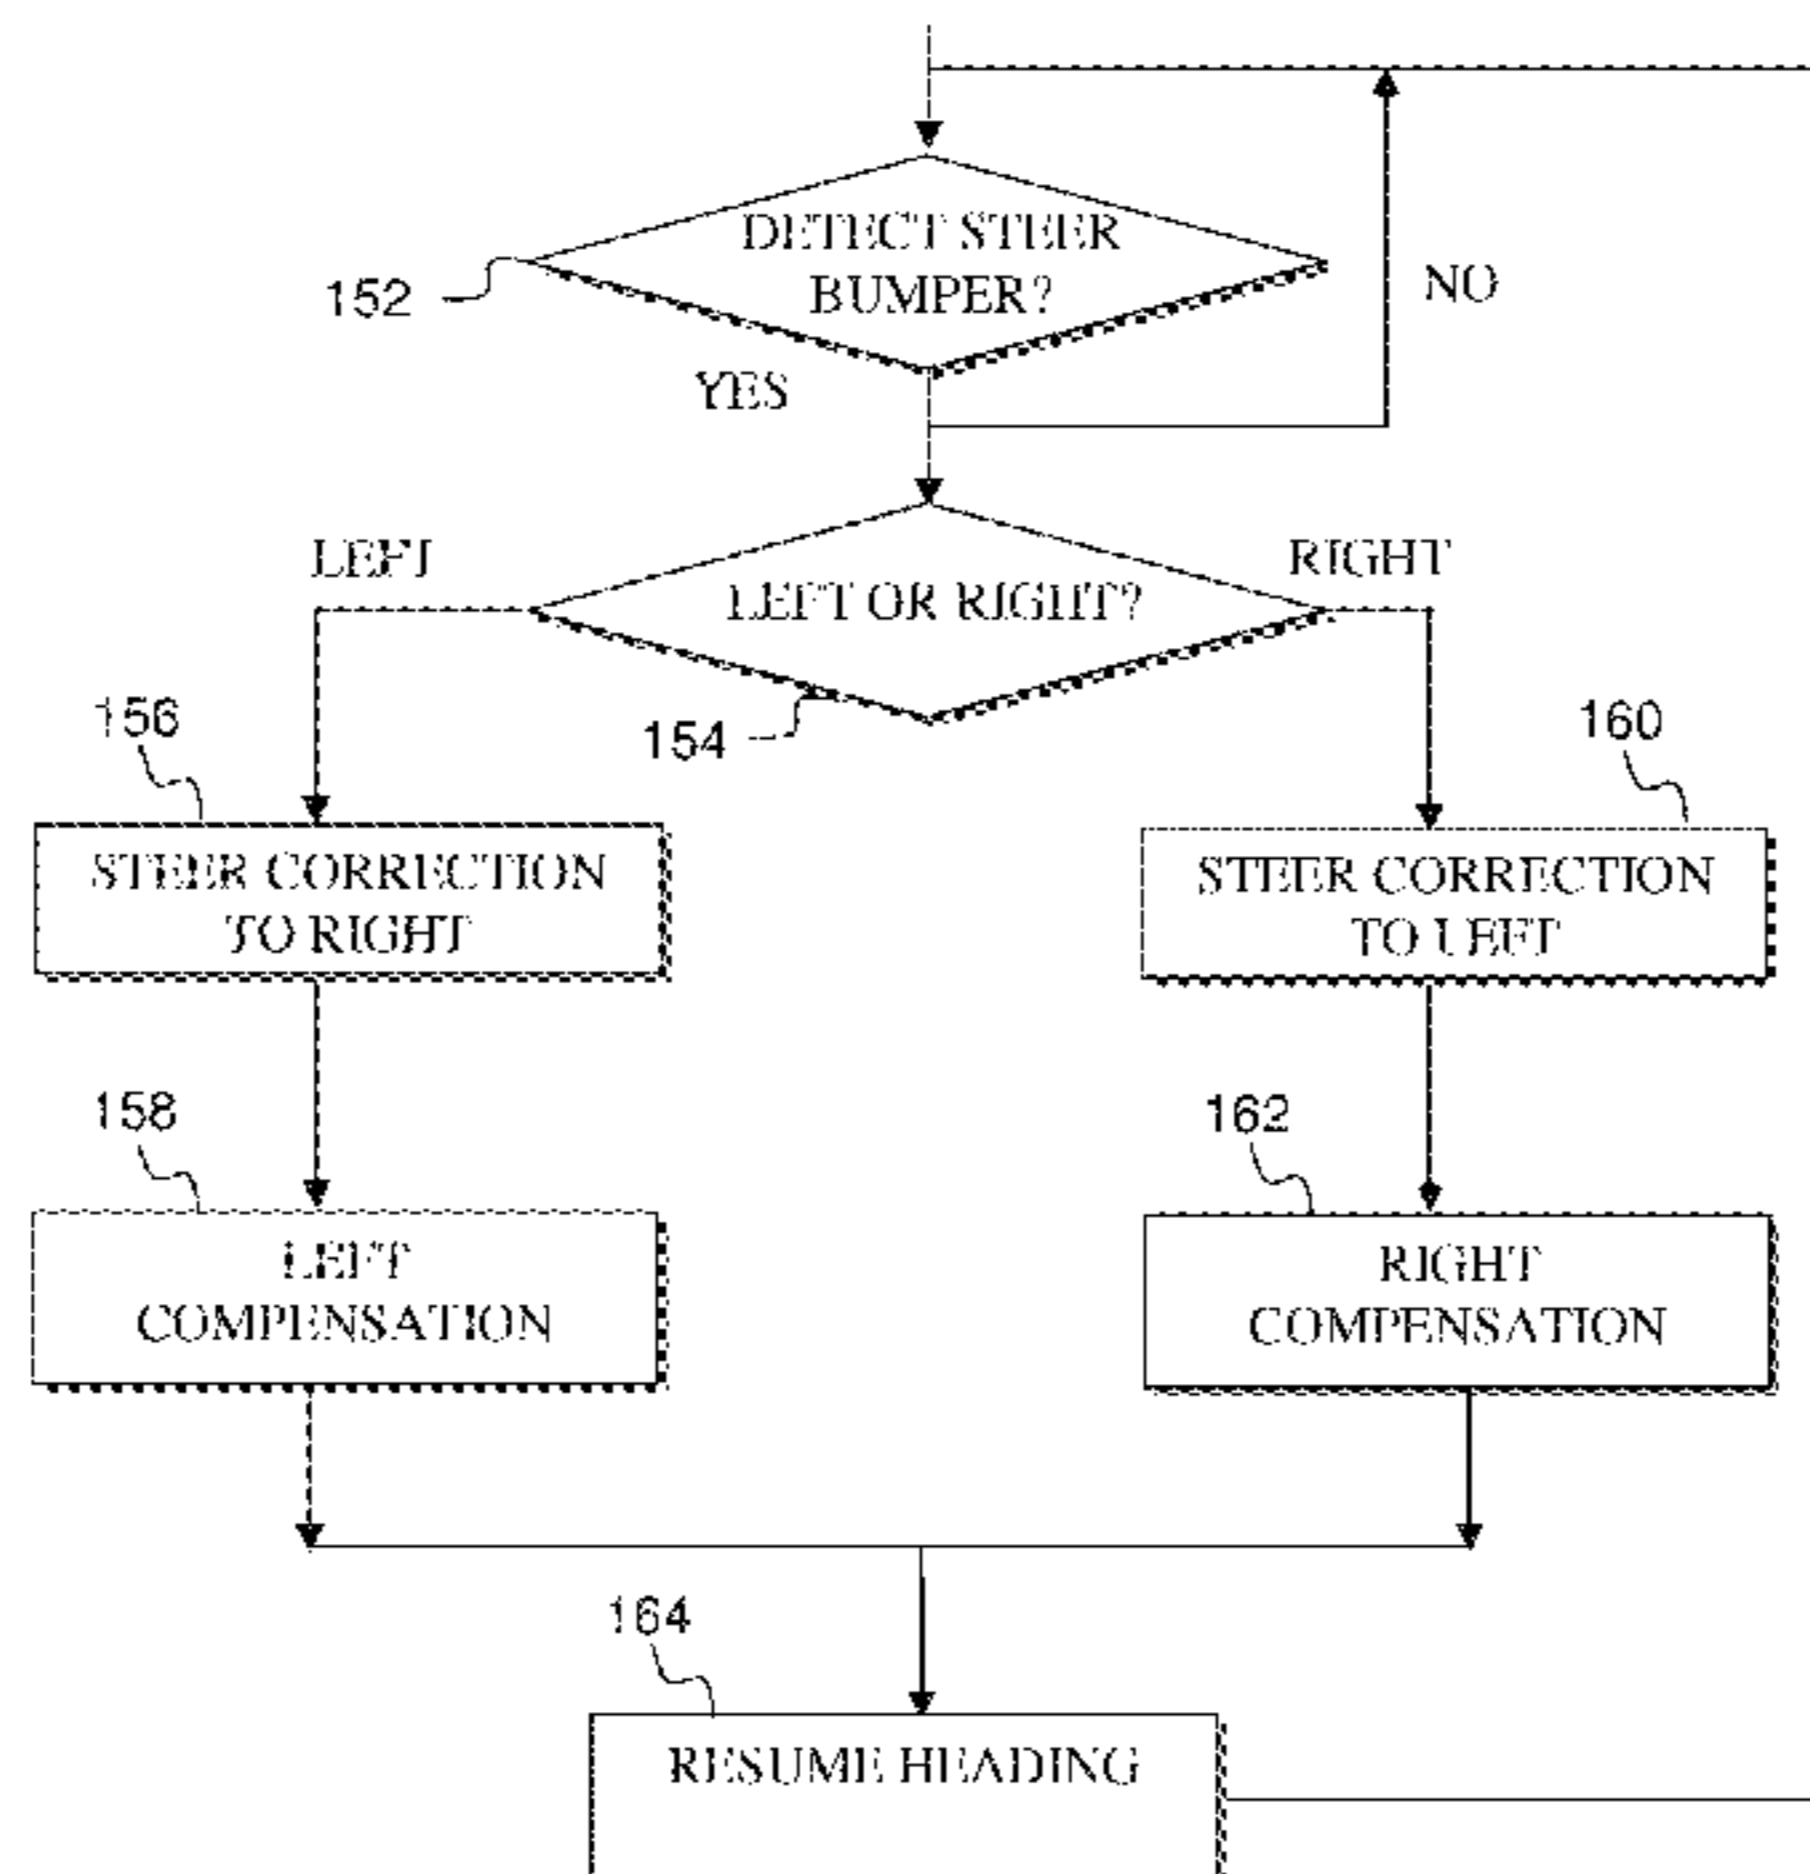 DETECT STEER
BUMPER?
152
NO
YES
LEFT
RIGHT
LEFT OR RIGHT?
156
154
160
STEER CORRECTION
TO RIGHT
STEER CORRECTION
TO LEFT
158
162
LEFT
COMPENSATION
RIGHT
COMPENSATION
164
RESUME HEADING